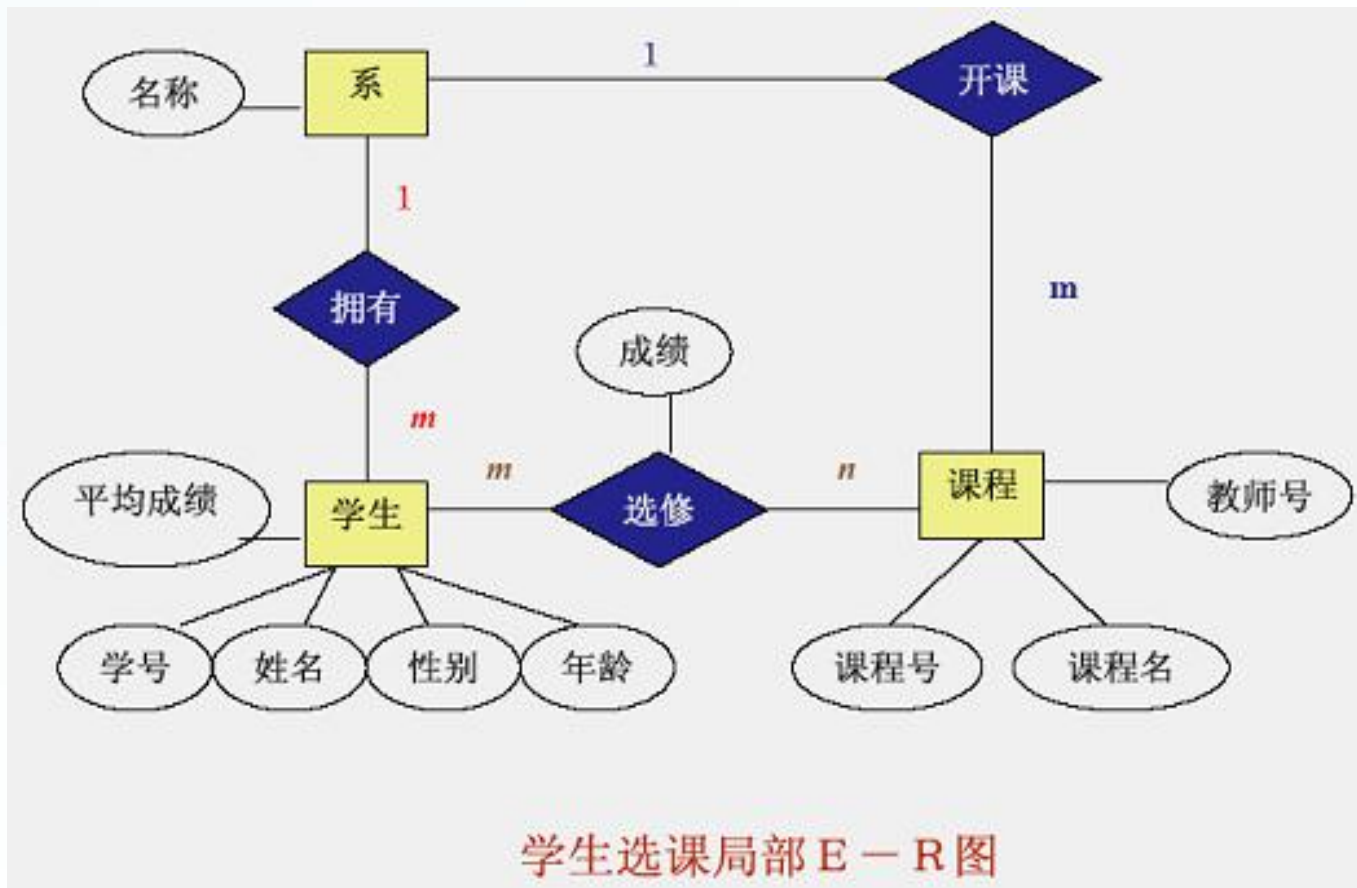 1
开课
名称
系
1
拥有
m
成绩
m
平均成绩
学生
m
选修
n
课程
教师号
学号
姓名
性别
年龄
课程号
课程名
学生选课局部E－R图